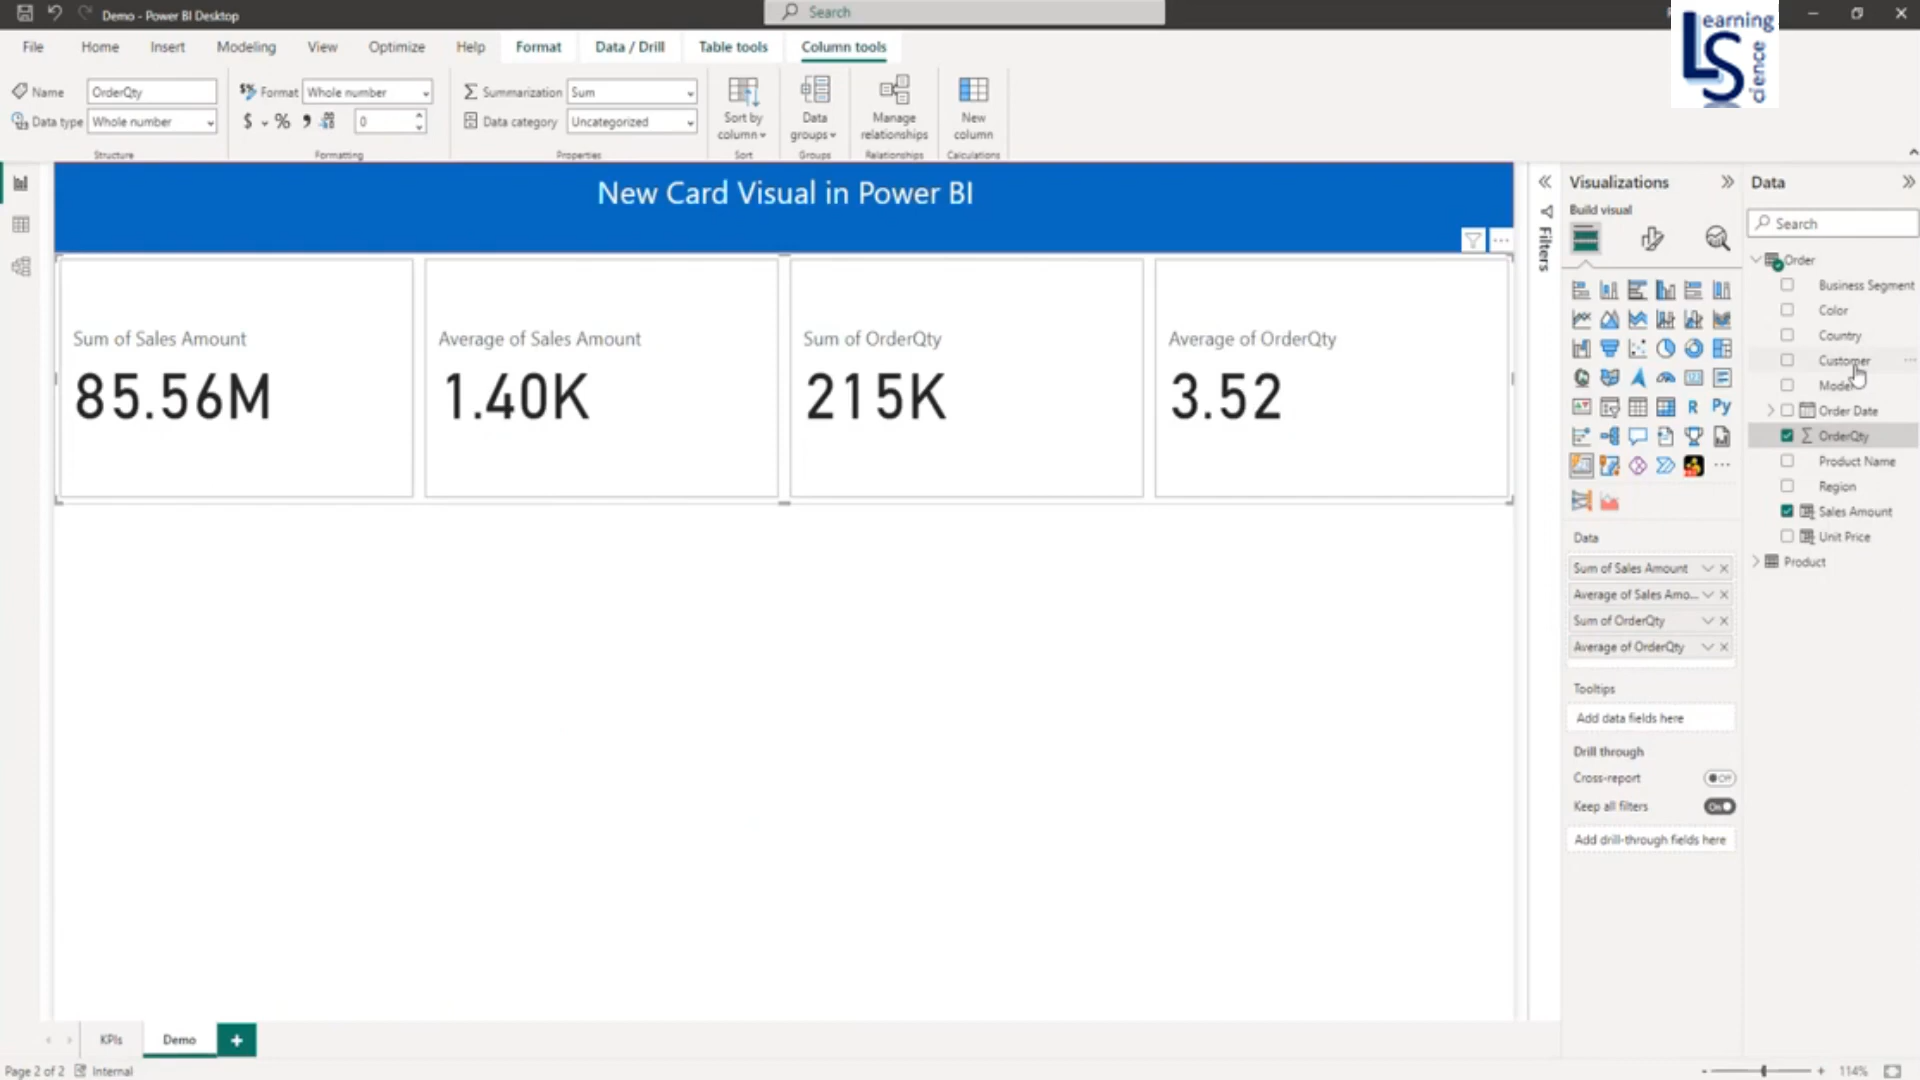 Demo - Power BI Desktop
Search
Learning Science
File
Home
Insert
Modeling
View
Optimize
Help
Format
Data / Drill
Table tools
Column tools
Name
OrderQty
Data type
Whole number
Structure
Format
Whole number
$ % 9
0
Formatting
Summarization
Sum
Data category
Uncategorized
Properties
Sort by
column
Sort
Data
groups
Groups
Manage
relationships
Relationships
New
column
Calculations
New Card Visual in Power BI
Sum of Sales Amount
85.56M
Average of Sales Amount
1.40K
Sum of OrderQty
215K
Average of OrderQty
3.52
Filters
Visualizations
Build visual
R
Py
Data
Sum of Sales Amount
Average of Sales Amo...
Sum of OrderQty
Average of OrderQty
Tooltips
Add data fields here
Drill through
Cross-report
Off
Keep all filters
On
Add drill-through fields here
Data
Search
Order
Business Segment
Color
Country
Customer
Model
Order Date
OrderQty
Product Name
Region
Sales Amount
Unit Price
Product
KPIs
Demo
Page 2 of 2
Internal
114%